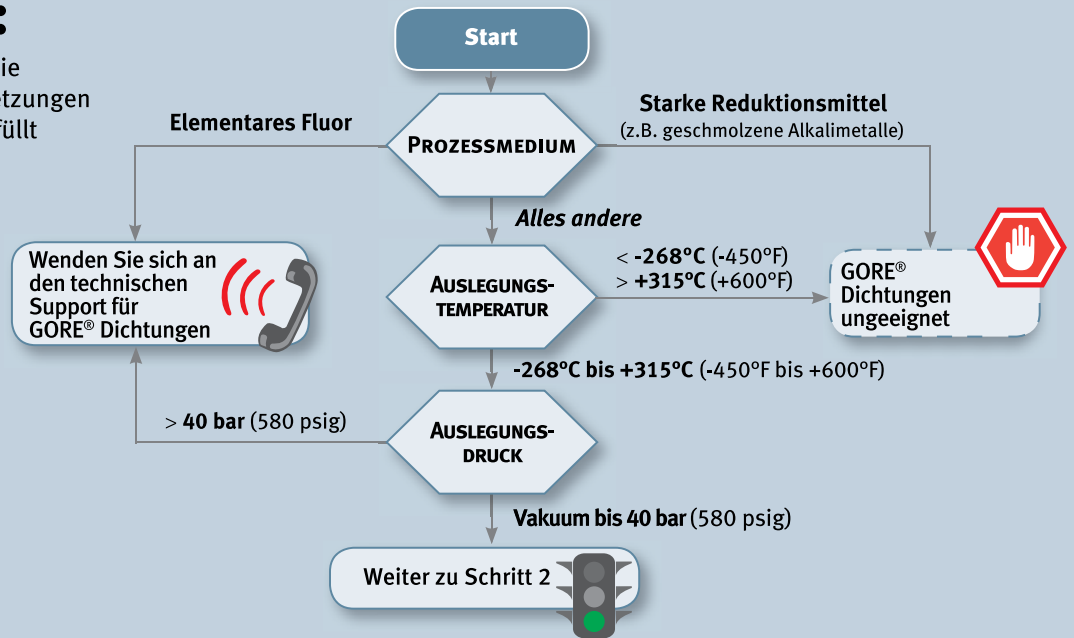 Start
Elementares Fluor
PROZESSMEDIUM
Starke Reduktionsmittel
(z.B. geschmolzene Alkalimetalle)
Alles andere
Wenden Sie sich an
den technischen
Support für
GORE® Dichtungen
AUSLEGUNGS-
TEMPERATUR
< -268°C (-450°F)
> +315°C (+600°F)
GORE®
Dichtungen
ungeeignet
-268°C bis +315°C (-450°F bis +600°F)
> 40 bar (580 psig)
AUSLEGUNGS-
DRUCK
Vakuum bis 40 bar (580 psig)
Weiter zu Schritt 2